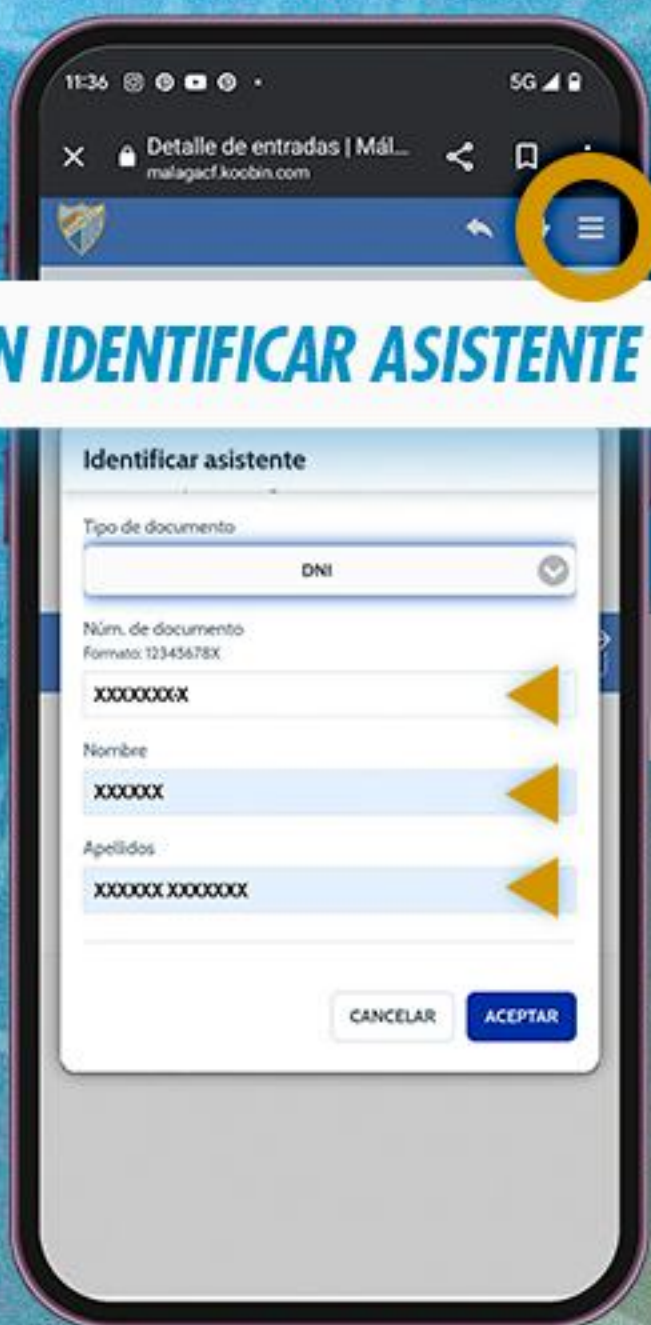 11:36
5G
Detalle de entradas | Mál...
malagacf.koobin.com
N IDENTIFICAR ASISTENTE
Identificar asistente
Tipo de documento
DNI
Núm. de documento
Formato: 12345678X
XXXXXXX-X
Nombre
XXXXXX
Apellidos
XXXXXX XXXXXXX
CANCELAR
ACEPTAR